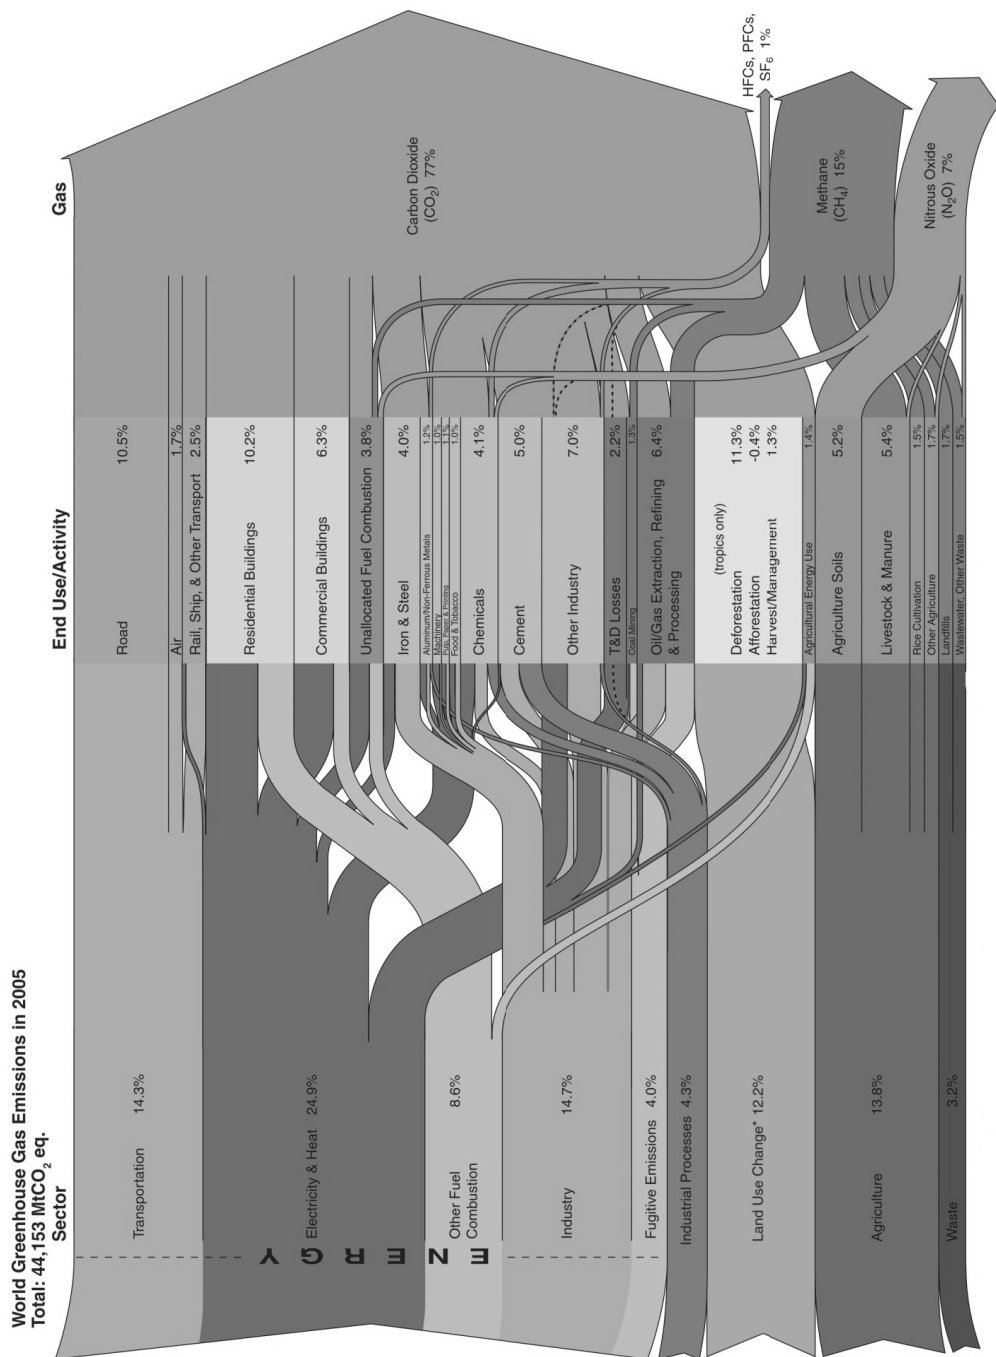 World Greenhouse Gas Emissions in 2005
Total: 44,153 MtCO2 eq.
Sector
End Use/Activity
Gas
ENERGY
Transportation 14.3%
Electricity & Heat 24.9%
Other Fuel
Combustion 8.6%
Industry 14.7%
Fugitive Emissions 4.0%
Industrial Processes 4.3%
Land Use Change* 12.2%
Agriculture 13.8%
Waste 3.2%
Road 10.5%
Air 1.7%
Rail, Ship, & Other Transport 2.5%
Residential Buildings 10.2%
Commercial Buildings 6.3%
Unallocated Fuel Combustion 3.8%
Iron & Steel 4.0%
Aluminum/Non-Ferrous Metals 1.2%
Machinery 1.0%
Pulp, Paper & Printing 1.1%
Food & Tobacco 1.0%
Chemicals 4.1%
Cement 5.0%
Other Industry 7.0%
T&D Losses 2.2%
Coal Mining 1.3%
Oil/Gas Extraction, Refining
& Processing 6.4%
(tropics only)
Deforestation 11.3%
Afforestation -0.4%
Harvest/Management 1.3%
Agricultural Energy Use 1.4%
Agriculture Soils 5.2%
Livestock & Manure 5.4%
Rice Cultivation 1.5%
Other Agriculture 1.7%
Landfills 1.7%
Wastewater, Other Waste 1.5%
Carbon Dioxide
(CO2) 77%
HFCs, PFCs,
SF6 1%
Methane
(CH4) 15%
Nitrous Oxide
(N2O) 7%